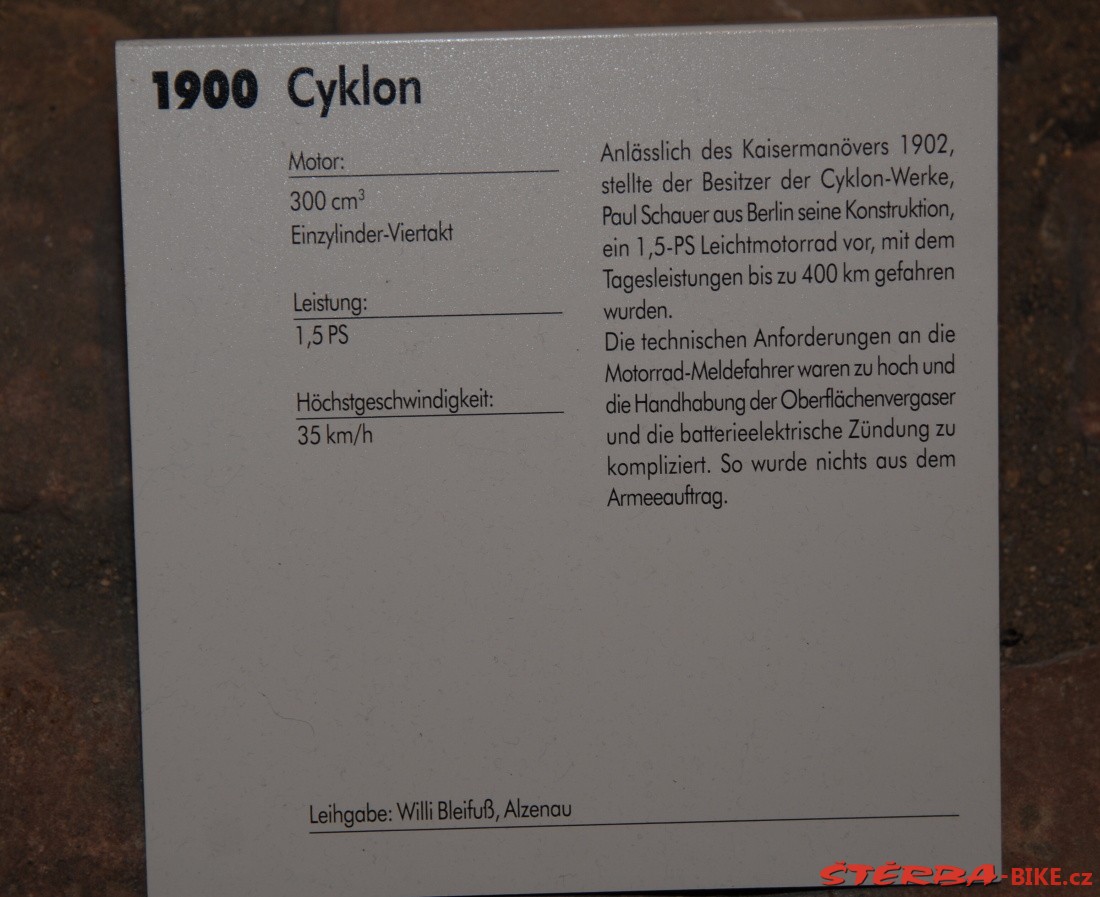 1900 Cyklon
Motor:
300 cm³
Einzylinder-Viertakt
Leistung:
1,5 PS
Höchstgeschwindigkeit:
35 km/h
Anlässlich des Kaisermanövers 1902,
stellte der Besitzer der Cyklon-Werke,
Paul Schauer aus Berlin seine Konstruktion,
ein 1,5-PS Leichtmotorrad vor, mit dem
Tagesleistungen bis zu 400 km gefahren
wurden.
Die technischen Anforderungen an die
Motorrad-Meldefahrer waren zu hoch und
die Handhabung der Oberflächenvergaser
und die batterieelektrische Zündung zu
kompliziert. So wurde nichts aus dem
Armeeauftrag.
Leihgabe: Willi Bleifuß, Alzenau
ŠTĚRBA-BIKE.cz